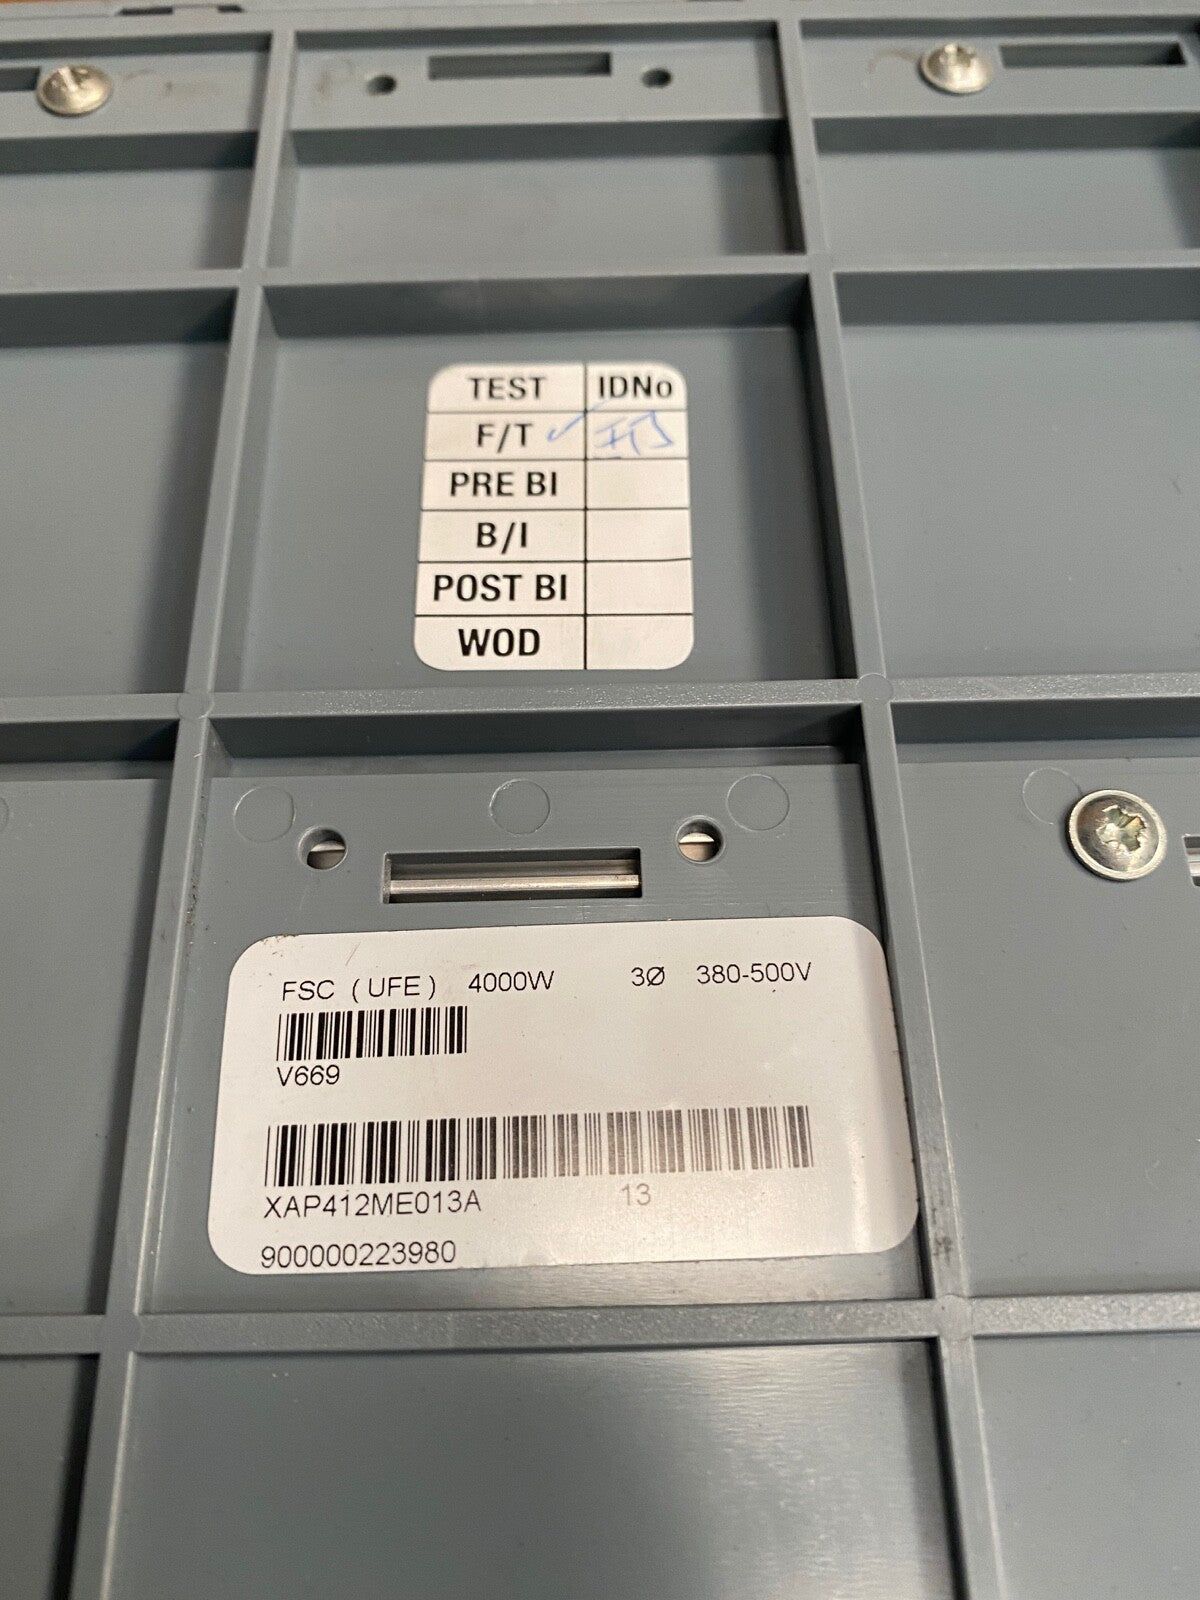 TEST IDNo
F/T
PRE BI
B/I
POST BI
WOD
FSC (UFE) 4000W 3Ø 380-500V
V669
XAP412ME013A 13
900000223980